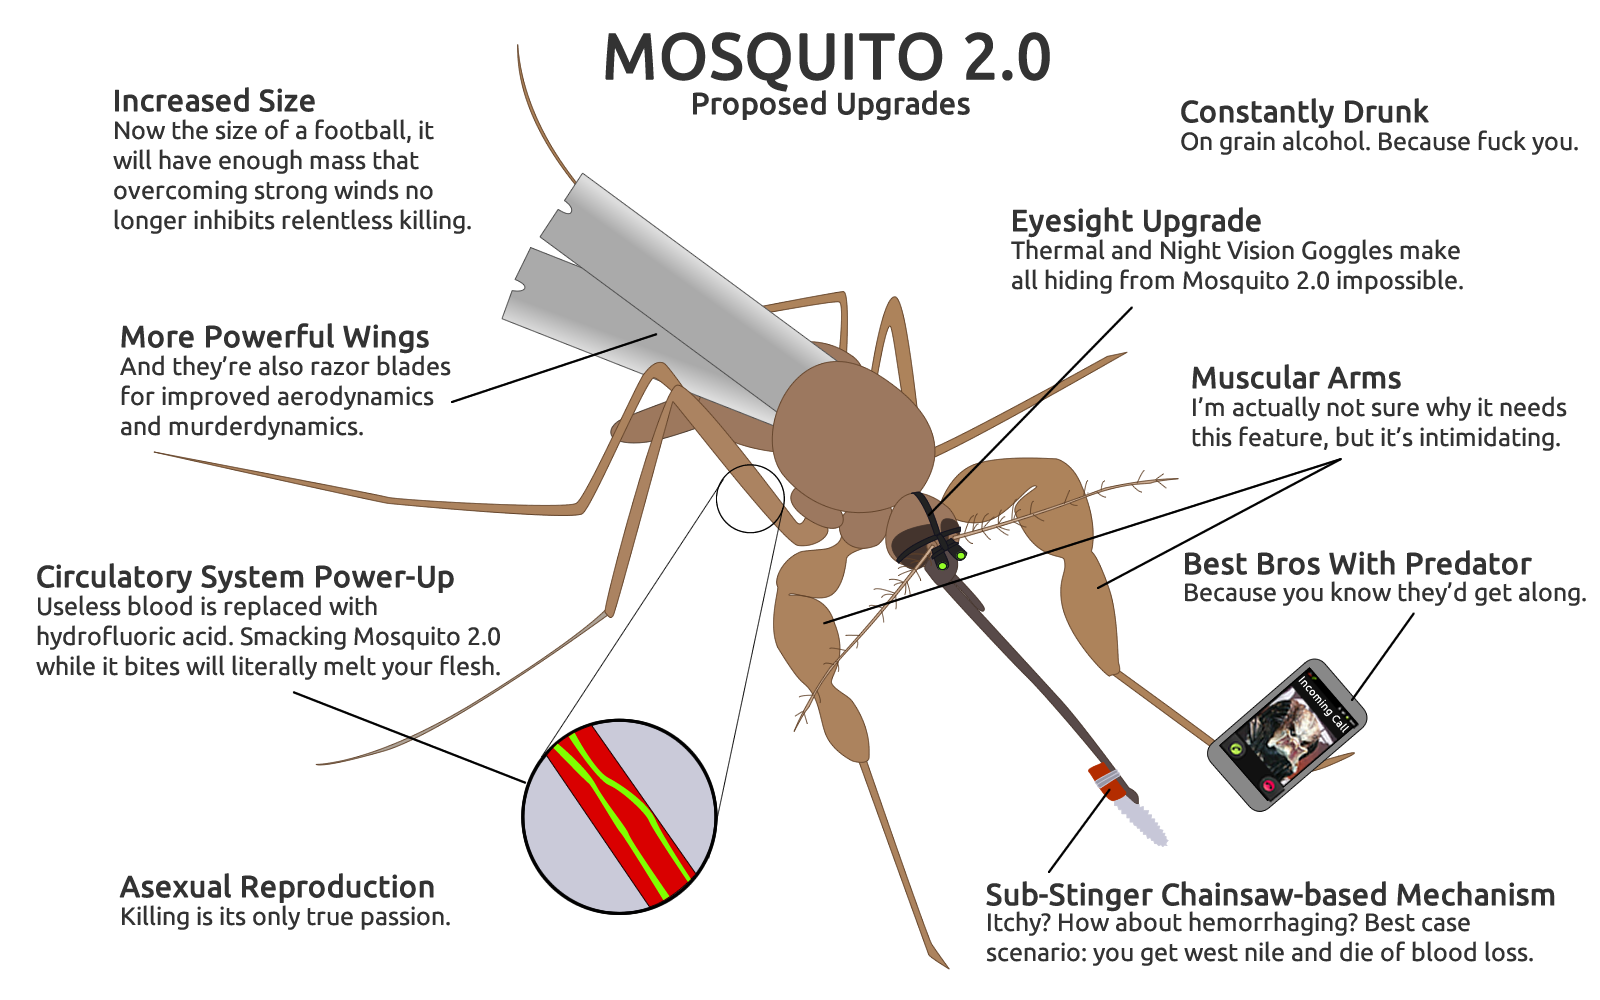 MOSQUITO 2.0
Proposed Upgrades
Increased Size
Now the size of a football, it
will have enough mass that
overcoming strong winds no
longer inhibits relentless killing.
Constantly Drunk
On grain alcohol. Because fuck you.
Eyesight Upgrade
Thermal and Night Vision Goggles make
all hiding from Mosquito 2.0 impossible.
More Powerful Wings
And they’re also razor blades
for improved aerodynamics
and murderdynamics.
Muscular Arms
I’m actually not sure why it needs
this feature, but it’s intimidating.
Circulatory System Power-Up
Useless blood is replaced with
hydrofluoric acid. Smacking Mosquito 2.0
while it bites will literally melt your flesh.
Best Bros With Predator
Because you know they’d get along.
Incoming Call
Asexual Reproduction
Killing is its only true passion.
Sub-Stinger Chainsaw-based Mechanism
Itchy? How about hemorrhaging? Best case
scenario: you get west nile and die of blood loss.